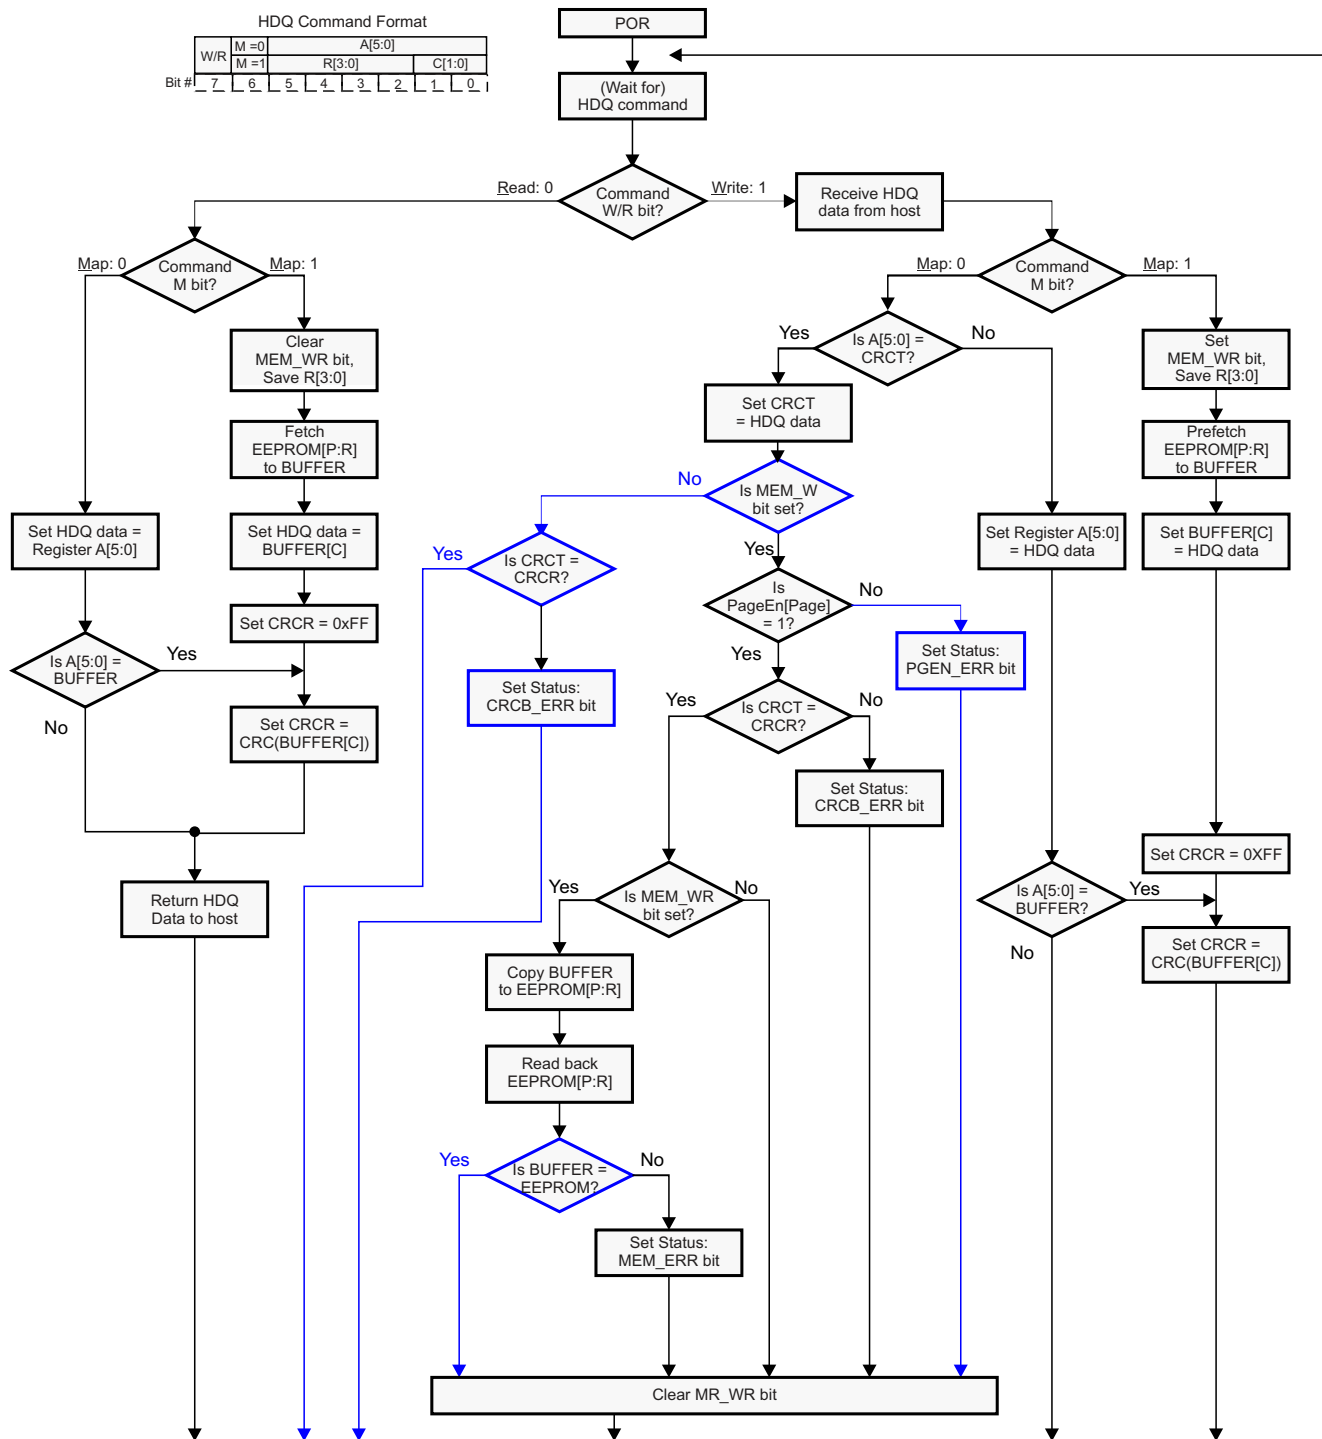 HDQ Command Format
W/R
M =0
A[5:0]
M =1
R[3:0]
C[1:0]
Bit #
7
6
5
4
3
2
1
0
POR
(Wait for)
HDQ command
Read: 0
Command
W/R bit?
Write: 1
Receive HDQ
data from host
Map: 0
Command
M bit?
Map: 1
Map: 0
Command
M bit?
Map: 1
Clear
MEM_WR bit,
Save R[3:0]
Yes
Is A[5:0] =
CRCT?
No
Set
MEM_WR bit,
Save R[3:0]
Set CRCT
= HDQ data
Fetch
EEPROM[P:R]
to BUFFER
Prefetch
EEPROM[P:R]
to BUFFER
No
Is MEM_W
bit set?
Set HDQ data =
Register A[5:0]
Set HDQ data =
BUFFER[C]
Yes
Is CRCT =
CRCR?
Yes
Set Register A[5:0]
= HDQ data
Set BUFFER[C]
= HDQ data
Is
PageEn[Page]
= 1?
No
Set CRCR = 0xFF
Is A[5:0] =
BUFFER
Yes
No
Set Status:
CRCB_ERR bit
Yes
Set Status:
PGEN_ERR bit
Set CRCR =
CRC(BUFFER[C])
Yes
Is CRCT =
CRCR?
No
Set Status:
CRCB_ERR bit
Set CRCR = 0XFF
Return HDQ
Data to host
Yes
Is MEM_WR
bit set?
No
Is A[5:0] =
BUFFER?
Yes
No
Set CRCR =
CRC(BUFFER[C])
Copy BUFFER
to EEPROM[P:R]
Read back
EEPROM[P:R]
Yes
Is BUFFER =
EEPROM?
No
Set Status:
MEM_ERR bit
Clear MR_WR bit